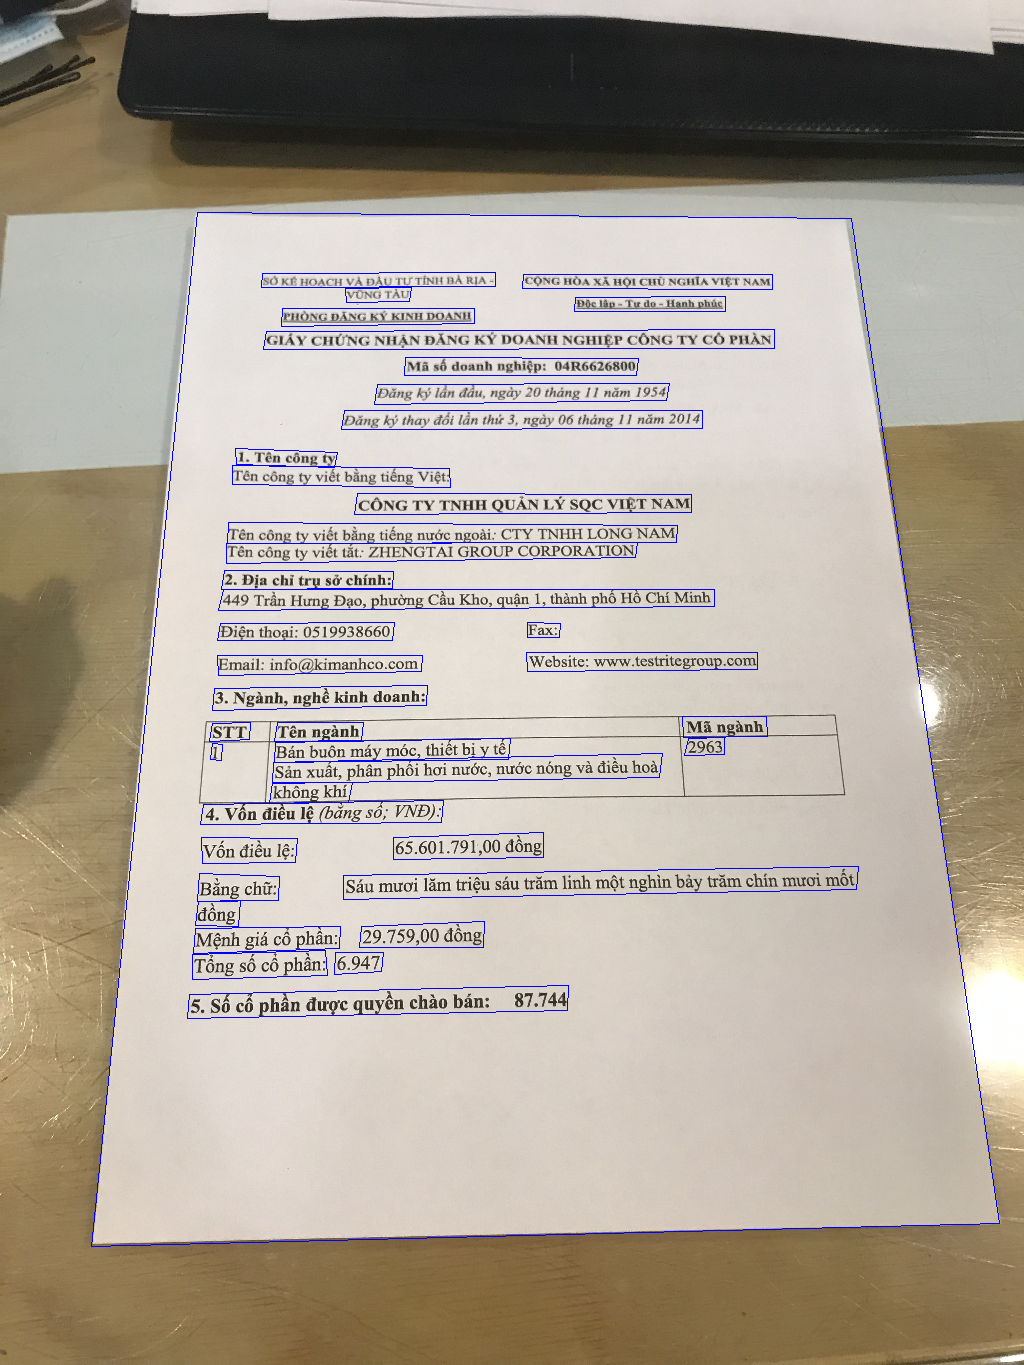 SỞ KẾ HOẠCH VÀ ĐẦU TƯ TỈNH BÀ RỊA -
VŨNG TÀU
CỘNG HÒA XÃ HỘI CHỦ NGHĨA VIỆT NAM
Độc lập - Tự do - Hạnh phúc
PHÒNG ĐĂNG KÝ KINH DOANH
GIẤY CHỨNG NHẬN ĐĂNG KÝ DOANH NGHIỆP CÔNG TY CỔ PHẦN
Mã số doanh nghiệp: 04R6626800
Đăng ký lần đầu, ngày 20 tháng 11 năm 1954
Đăng ký thay đổi lần thứ 3, ngày 06 tháng 11 năm 2014
1. Tên công ty
Tên công ty viết bằng tiếng Việt:
CÔNG TY TNHH QUẢN LÝ SQC VIỆT NAM
Tên công ty viết bằng tiếng nước ngoài: CTY TNHH LONG NAM
Tên công ty viết tắt: ZHENGTAI GROUP CORPORATION
2. Địa chỉ trụ sở chính:
449 Trần Hưng Đạo, phường Cầu Kho, quận 1, thành phố Hồ Chí Minh
Điện thoại: 0519938660 Fax:
Email: info@kimanhco.com Website: www.testritegroup.com
3. Ngành, nghề kinh doanh:
STT Tên ngành Mã ngành
1 Bán buôn máy móc, thiết bị y tế 2963
Sản xuất, phân phối hơi nước, nước nóng và điều hoà
không khí
4. Vốn điều lệ (bằng số; VNĐ):
Vốn điều lệ: 65.601.791,00 đồng
Bằng chữ: Sáu mươi lăm triệu sáu trăm linh một nghìn bảy trăm chín mươi mốt
đồng
Mệnh giá cổ phần: 29.759,00 đồng
Tổng số cổ phần: 6.947
5. Số cổ phần được quyền chào bán: 87.744